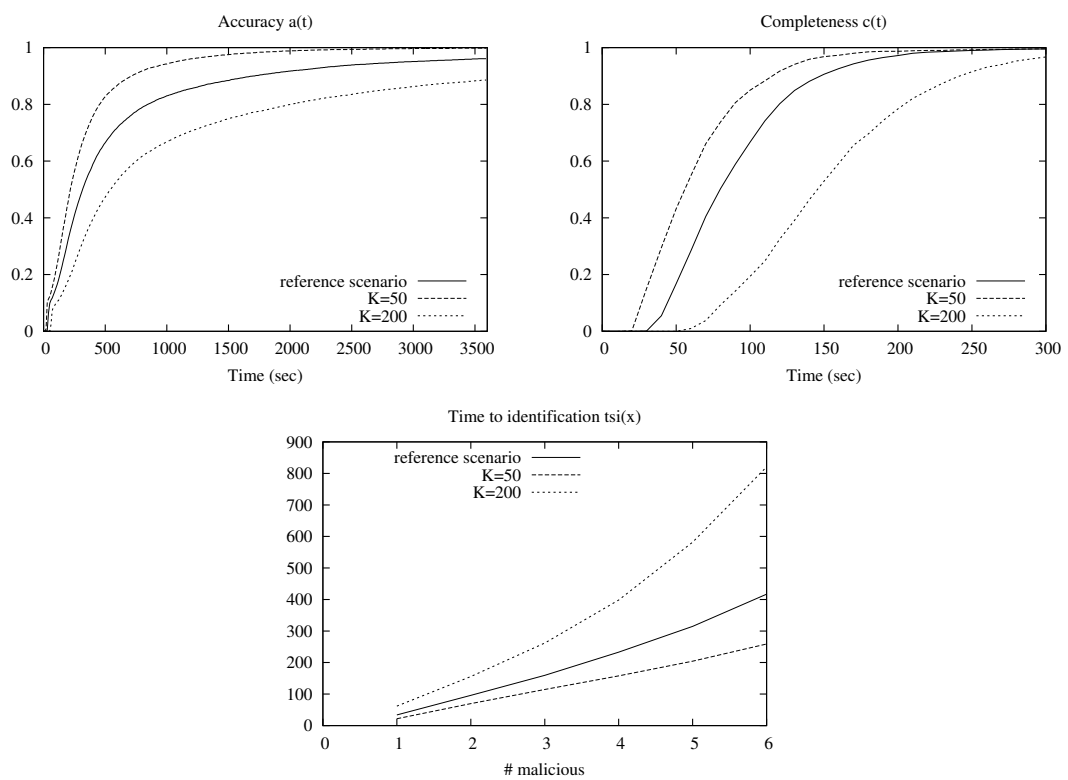 Accuracy a(t)
1
0.8
0.6
0.4
0.2
0
reference scenario
K=50
K=200
0 500 1000 1500 2000 2500 3000 3500
Time (sec)
Completeness c(t)
1
0.8
0.6
0.4
0.2
0
reference scenario
K=50
K=200
0 50 100 150 200 250 300
Time (sec)
Time to identification tsi(x)
900
800
700
600
500
400
300
200
100
0
reference scenario
K=50
K=200
0 1 2 3 4 5 6
# malicious